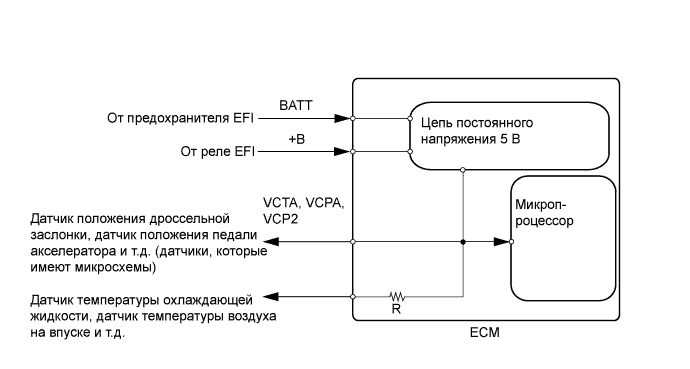 BATT
От предохранителя EFI
Цепь постоянного
напряжения 5 В
+B
От реле EFI
VCTA, VCPA,
VCP2
Микроп-
роцессор
Датчик положения дроссельной
заслонки, датчик положения педали
акселератора и т.д. (датчики, которые
имеют микросхемы)
Датчик температуры охлаждающей
жидкости, датчик температуры воздуха
на впуске и т.д.
R
ECM